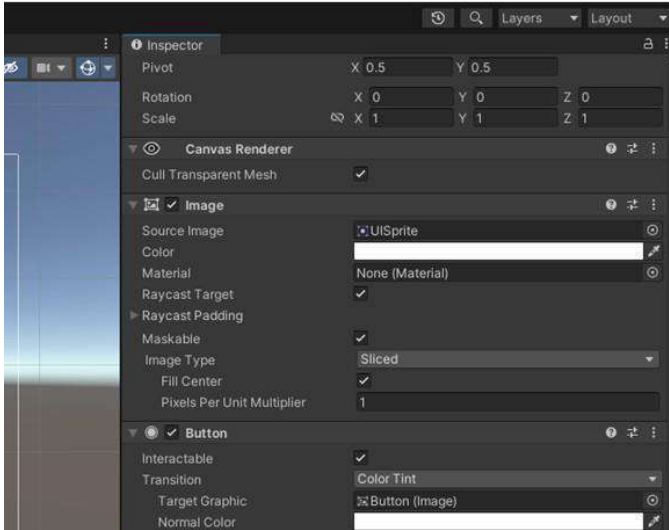 Layers Layout
Inspector
Pivot X 0.5 Y 0.5
Rotation X 0 Y 0 Z 0
Scale X 1 Y 1 Z 1
Canvas Renderer
Cull Transparent Mesh
Image
Source Image UISprite
Color
Material None (Material)
Raycast Target
Raycast Padding
Maskable
Image Type Sliced
Fill Center
Pixels Per Unit Multiplier 1
Button
Interactable
Transition Color Tint
Target Graphic Button (Image)
Normal Color